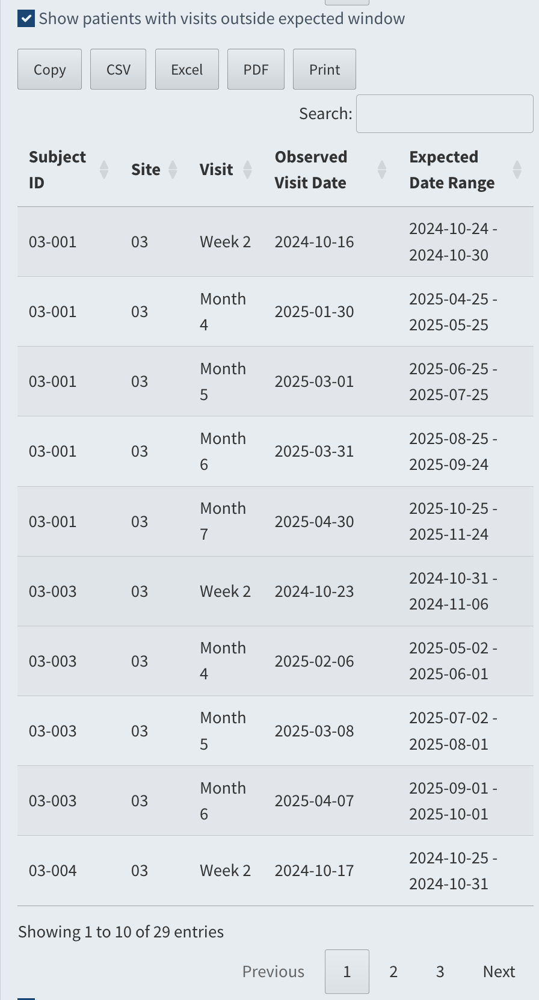 Show patients with visits outside expected window
Copy CSV Excel PDF Print
Search:
Subject ID Site Visit Observed Visit Date Expected Date Range
03-001 03 Week 2 2024-10-16 2024-10-24 - 2024-10-30
03-001 03 Month 4 2025-01-30 2025-04-25 - 2025-05-25
03-001 03 Month 5 2025-03-01 2025-06-25 - 2025-07-25
03-001 03 Month 6 2025-03-31 2025-08-25 - 2025-09-24
03-001 03 Month 7 2025-04-30 2025-10-25 - 2025-11-24
03-003 03 Week 2 2024-10-23 2024-10-31 - 2024-11-06
03-003 03 Month 4 2025-02-06 2025-05-02 - 2025-06-01
03-003 03 Month 5 2025-03-08 2025-07-02 - 2025-08-01
03-003 03 Month 6 2025-04-07 2025-09-01 - 2025-10-01
03-004 03 Week 2 2024-10-17 2024-10-25 - 2024-10-31
Showing 1 to 10 of 29 entries
Previous 1 2 3 Next